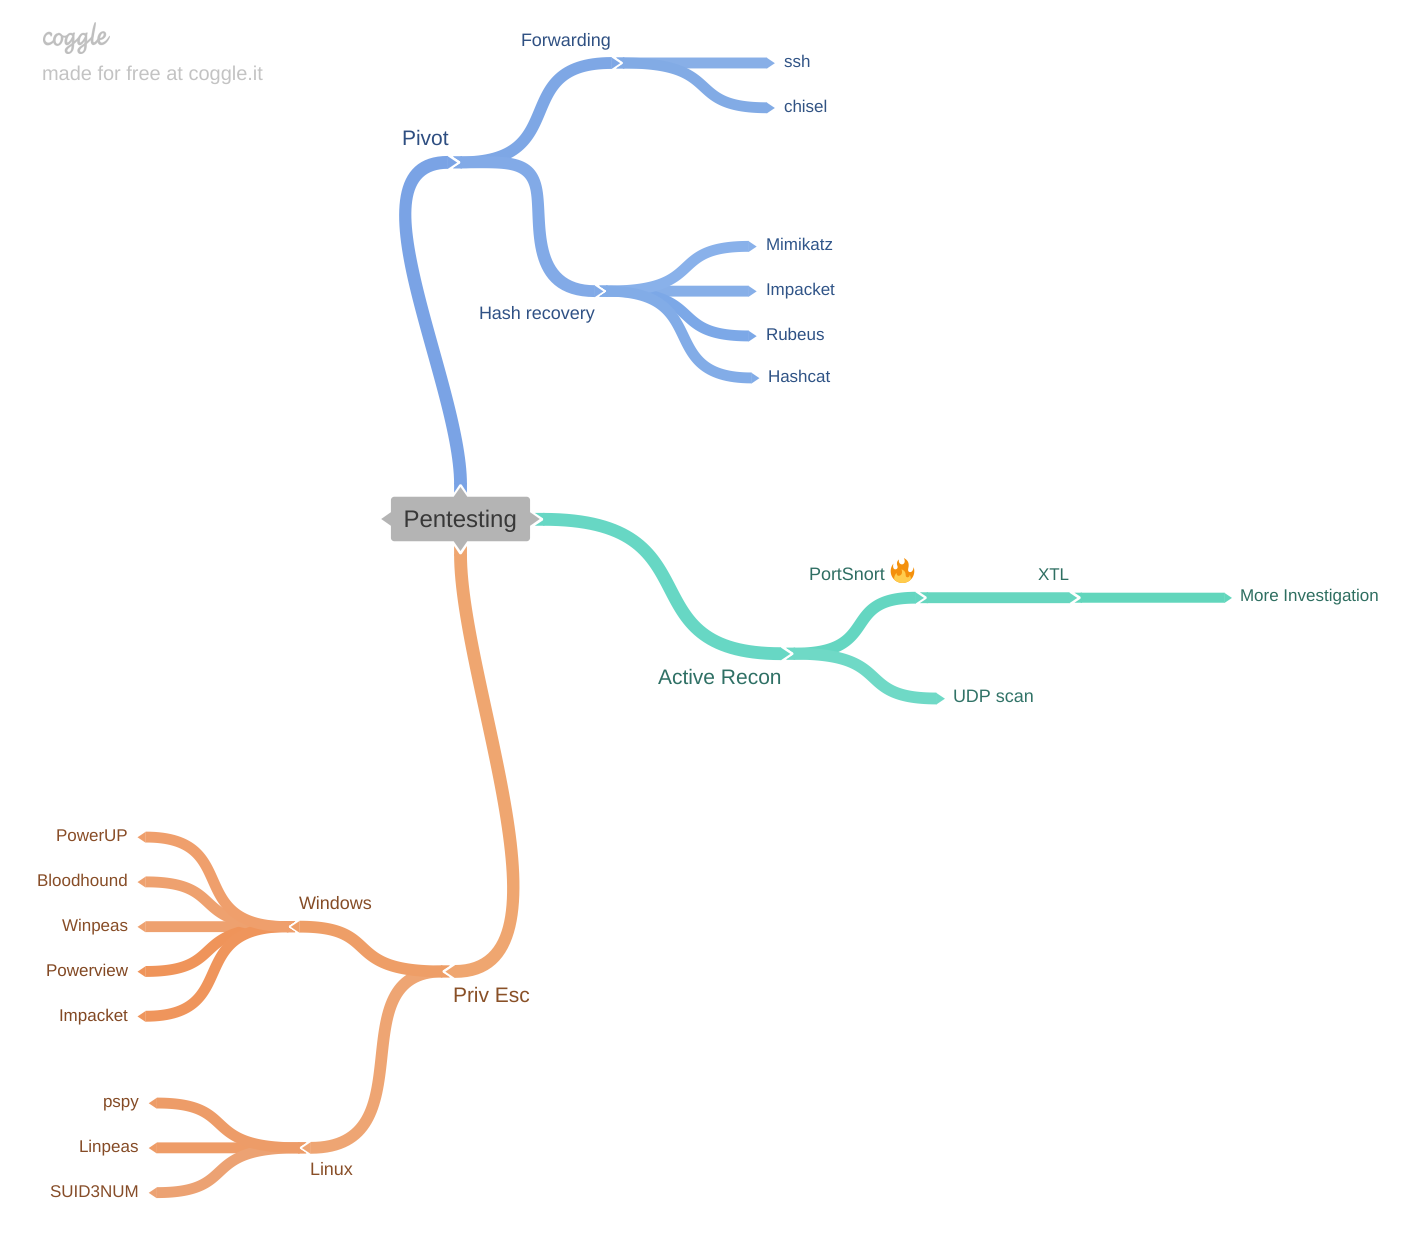 coggle
made for free at coggle.it
Forwarding
ssh
chisel
Pivot
Mimikatz
Impacket
Rubeus
Hashcat
Hash recovery
Pentesting
PortSnort 🔥
XTL
More Investigation
Active Recon
UDP scan
PowerUP
Bloodhound
Winpeas
Powerview
Impacket
Windows
Priv Esc
pspy
Linpeas
SUID3NUM
Linux